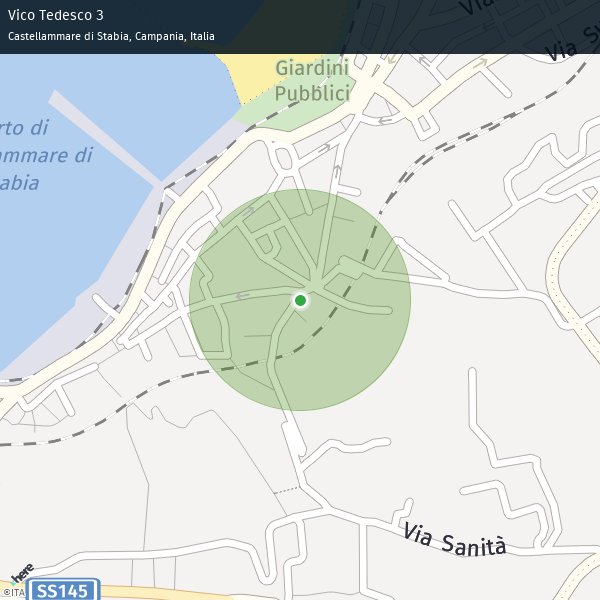 Vico Tedesco 3
Castellammare di Stabia, Campania, Italia
Giardini
Pubblici
Via
rto di
ammare di
abia
Via Sanità
here
©ITA
SS145